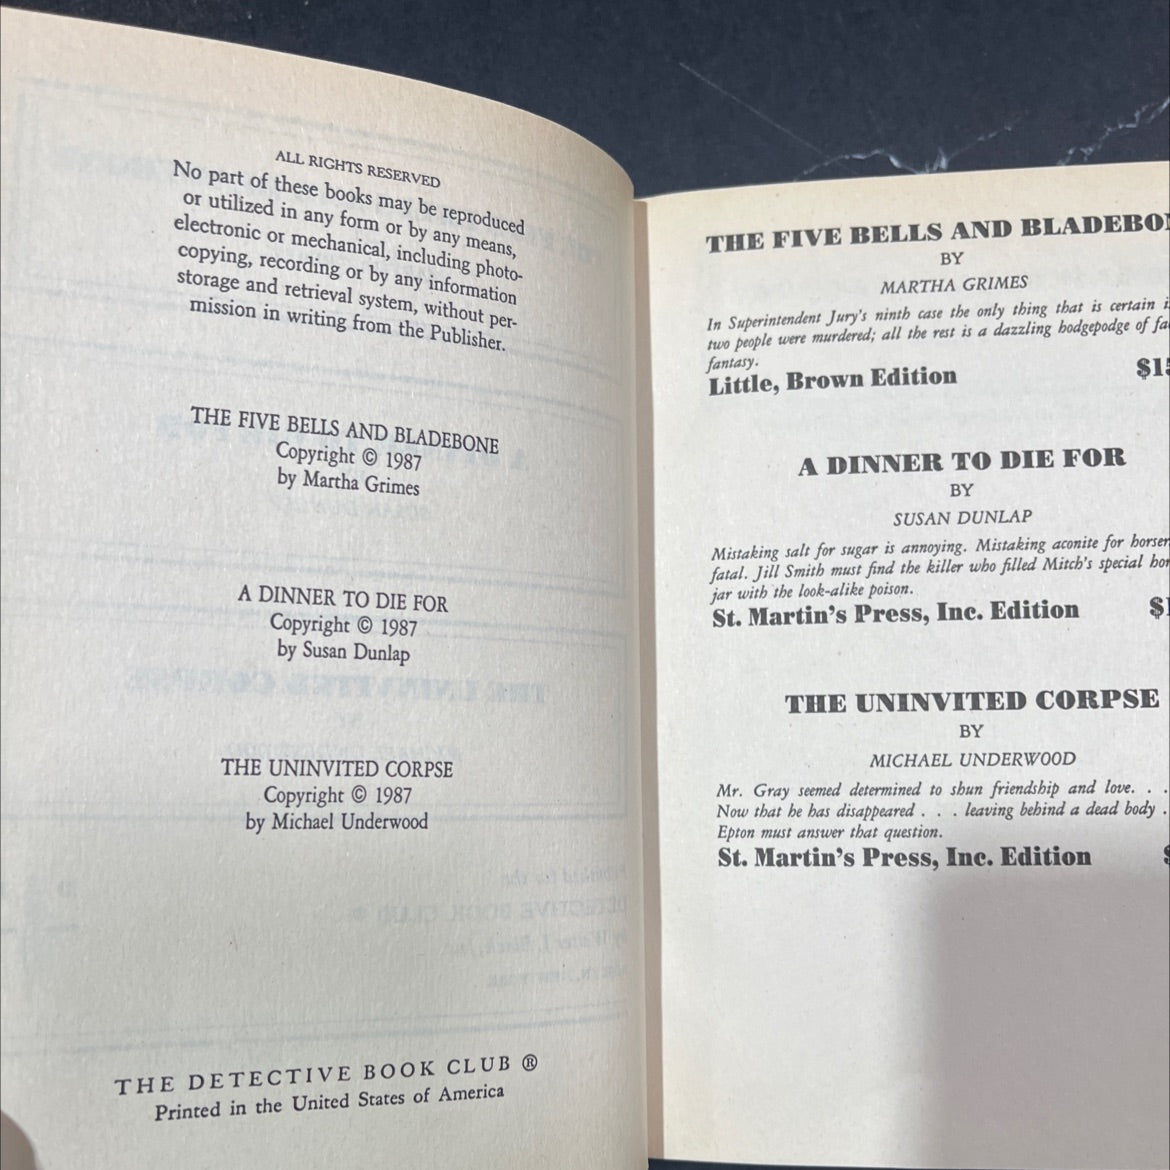 ALL RIGHTS RESERVED
No part of these books may be reproduced
or utilized in any form or by any means,
electronic or mechanical, including photo-
copying, recording or by any information
storage and retrieval system, without per-
mission in writing from the Publisher.
THE FIVE BELLS AND BLADEBONE
Copyright © 1987
by Martha Grimes
A DINNER TO DIE FOR
Copyright © 1987
by Susan Dunlap
THE UNINVITED CORPSE
Copyright © 1987
by Michael Underwood
THE DETECTIVE BOOK CLUB ®
Printed in the United States of America
THE FIVE BELLS AND
BY
MARTHA GRIMES
In Superintendent Jury's ninth case the only thing that is certain
two people were murdered; all the rest is a dazzling hodgepodge of
fantasy.
Little, Brown Edition
A DINNER TO DIE FOR
BY
SUSAN DUNLAP
Mistaking salt for sugar is annoying. Mistaking aconite for
fatal. Jill Smith must find the killer who filled Mitch's special
jar with the look-alike poison.
St. Martin's Press, Inc. Edition
THE UNINVITED CORPSE
BY
MICHAEL UNDERWOOD
Mr. Gray seemed determined to shun friendship and love. . .
Now that he has disappeared . . . leaving behind a dead body .
Epton must answer that question.
St. Martin's Press, Inc. Edition